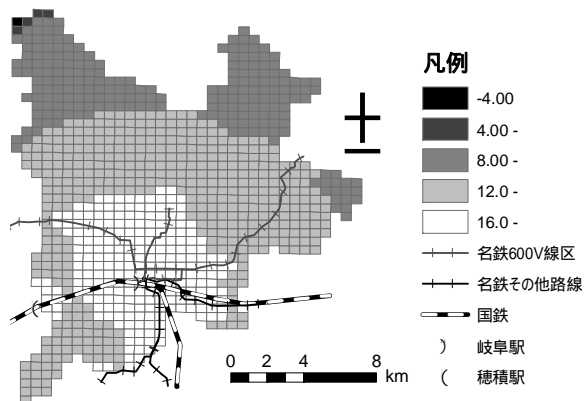 凡例
-4.00
4.00 -
8.00 -
12.0 -
16.0 -
名鉄600V線区
名鉄その他路線
国鉄
岐阜駅
穂積駅
0 2 4 8
km